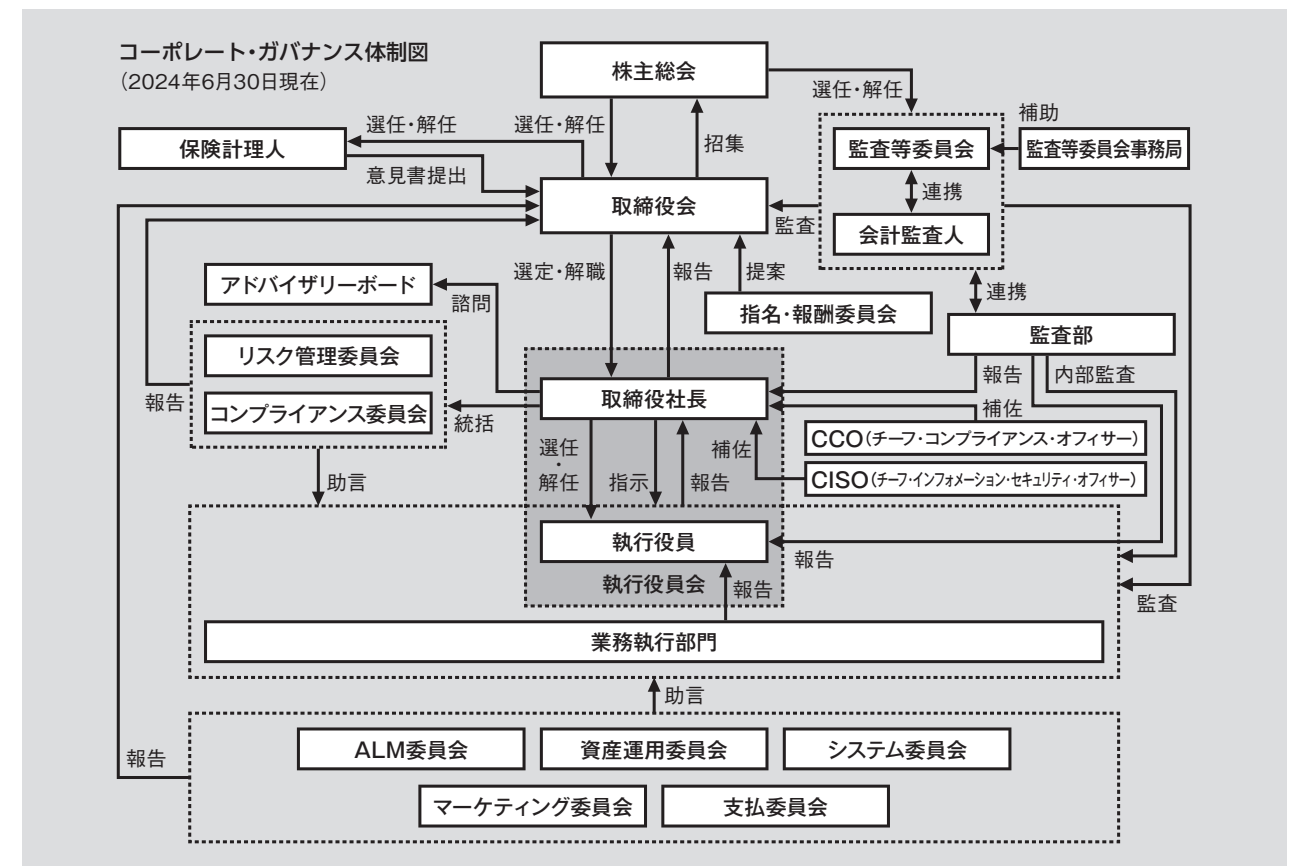 コーポレート・ガバナンス体制図
（2024年6月30日現在）
株主総会
選任・解任
補助
選任・解任
選任・解任
招集
保険計理人
監査等委員会
監査等委員会事務局
意見書提出
連携
取締役会
監査
会計監査人
選定・解職
報告
提案
アドバイザリーボード
諮問
連携
指名・報酬委員会
監査部
リスク管理委員会
報告
内部監査
報告
コンプライアンス委員会
統括
取締役社長
補佐
CCO（チーフ・コンプライアンス・オフィサー）
選任・解任
指示
報告
補佐
CISO（チーフ・インフォメーション・セキュリティ・オフィサー）
助言
執行役員
報告
執行役員会
報告
監査
業務執行部門
助言
報告
ALM委員会
資産運用委員会
システム委員会
マーケティング委員会
支払委員会